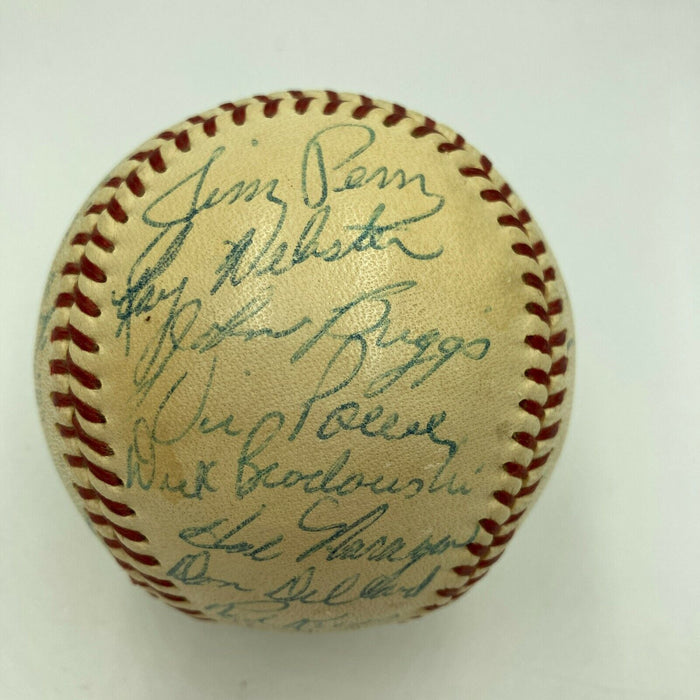 Jim Perry
Ray Webster
John Briggs
Vic Power
Dick Brodowski
Hal Naragon
Don Dillard